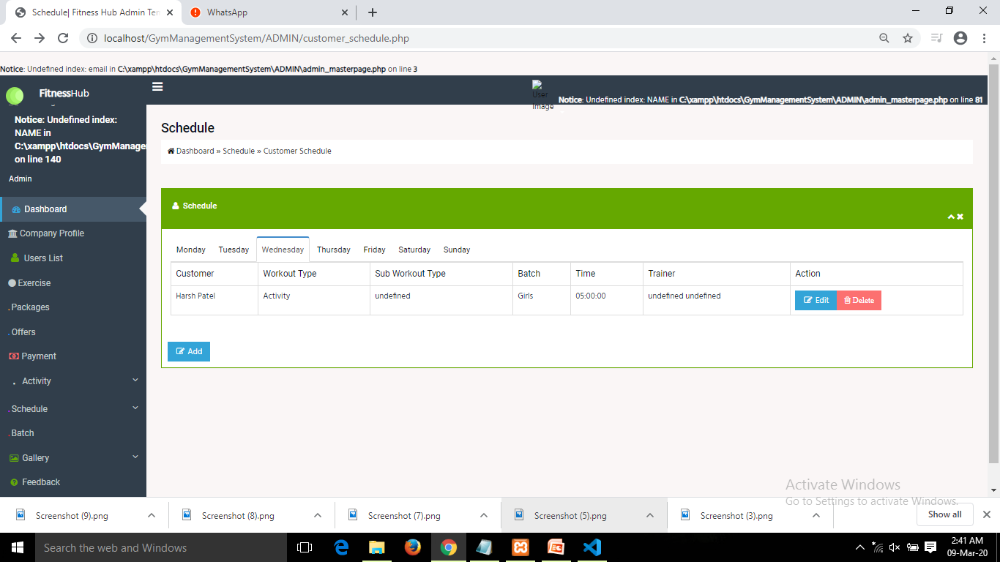 Schedule| Fitness Hub Admin Ten
WhatsApp
localhost/GymManagementSystem/ADMIN/customer_schedule.php
Notice: Undefined index: email in C:\xampp\htdocs\GymManagementSystem\ADMIN\admin_masterpage.php on line 3
FitnessHub
User Image
Notice: Undefined index: NAME in C:\xampp\htdocs\GymManagementSystem\ADMIN\admin_masterpage.php on line 81
Notice: Undefined index:
NAME in
C:\xampp\htdocs\GymManage
on line 140
Admin
Dashboard
Company Profile
Users List
Exercise
Packages
Offers
Payment
Activity
Schedule
Batch
Gallery
Feedback
Schedule
Dashboard » Schedule » Customer Schedule
Schedule
Monday Tuesday Wednesday Thursday Friday Saturday Sunday
Customer Workout Type Sub Workout Type Batch Time Trainer Action
Harsh Patel Activity undefined Girls 05:00:00 undefined undefined Edit Delete
Add
Activate Windows
Go to Settings to activate Windows.
Screenshot (9).png Screenshot (8).png Screenshot (7).png Screenshot (5).png Screenshot (3).png Show all
Search the web and Windows
2:41 AM
09-Mar-20